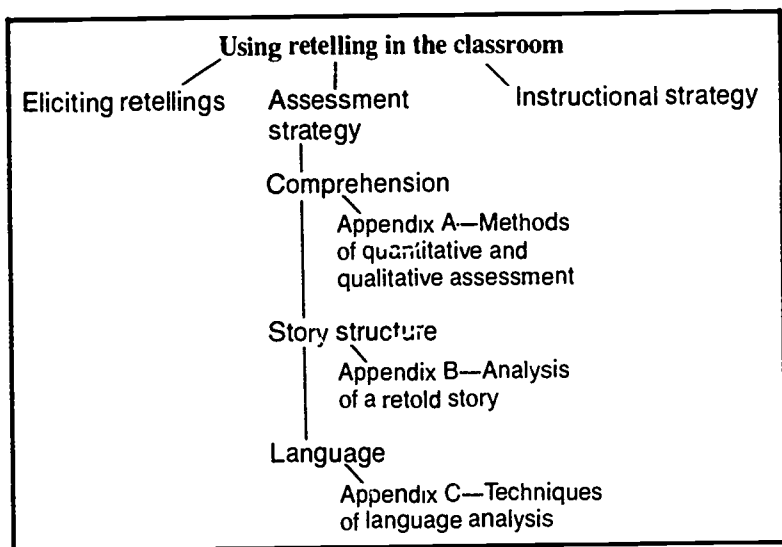 Using retelling in the classroom
Eliciting retellings
Assessment
strategy
Instructional strategy
Comprehension
Appendix A—Methods
of quantitative and
qualitative assessment
Story structure
Appendix B—Analysis
of a retold story
Language
Appendix C—Techniques
of language analysis